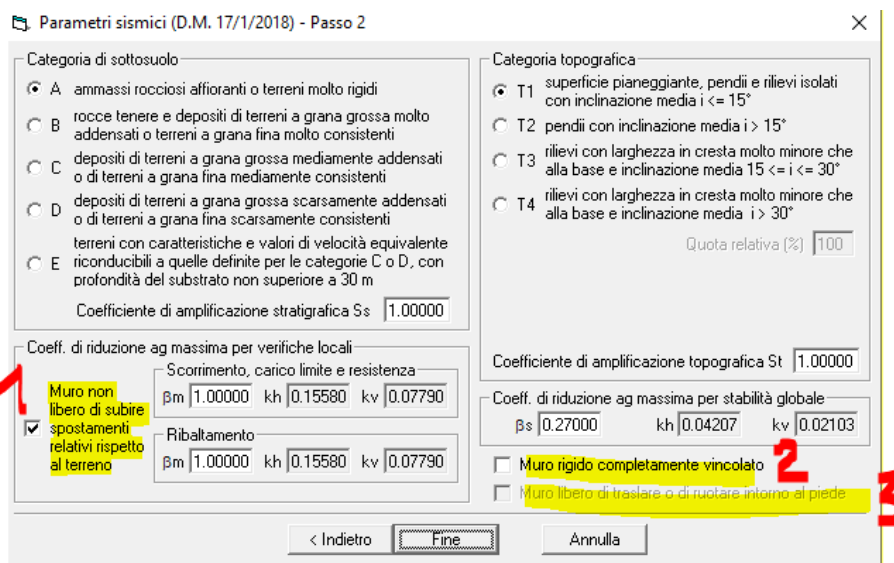 Parametri sismici (D.M. 17/1/2018) - Passo 2
Categoria di sottosuolo
A ammassi rocciosi affioranti o terreni molto rigidi
B rocce tenere e depositi di terreni a grana grossa molto
addensati o terreni a grana fina molto consistenti
C depositi di terreni a grana grossa mediamente addensati
o di terreni a grana fina mediamente consistenti
D depositi di terreni a grana grossa scarsamente addensati
o di terreni a grana fina scarsamente consistenti
terreni con caratteristiche e valori di velocità equivalente
E riconducibili a quelle definite per le categorie C o D, con
profondità del substrato non superiore a 30 m
Coefficiente di amplificazione stratigrafica Ss 1.00000
Categoria topografica
T1 superficie pianeggiante, pendii e rilievi isolati
con inclinazione media i <= 15°
T2 pendii con inclinazione media i > 15°
T3 rilievi con larghezza in cresta molto minore che
alla base e inclinazione media 15 <= i <= 30°
T4 rilievi con larghezza in cresta molto minore che
alla base e inclinazione media i > 30°
Quota relativa (%) 100
Coefficiente di amplificazione topografica St 1.00000
Coeff. di riduzione ag massima per verifiche locali
1
Muro non
libero di subire
spostamenti
relativi rispetto
al terreno
Scorrimento, carico limite e resistenza
βm 1.00000 kh 0.15580 kv 0.07790
Ribaltamento
βm 1.00000 kh 0.15580 kv 0.07790
Coeff. di riduzione ag massima per stabilità globale
βs 0.27000 kh 0.04207 kv 0.02103
Muro rigido completamente vincolato 2
Muro libero di traslare o di ruotare intorno al piede 3
< Indietro Fine Annulla